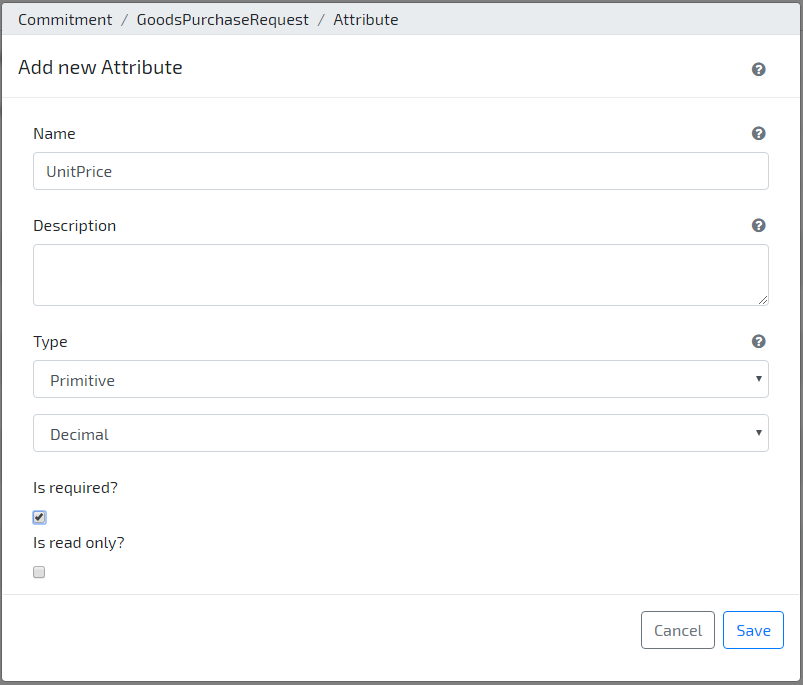 Commitment / GoodsPurchaseRequest / Attribute
Add new Attribute
Name
UnitPrice
Description
Type
Primitive
Decimal
Is required?
Is read only?
Cancel Save